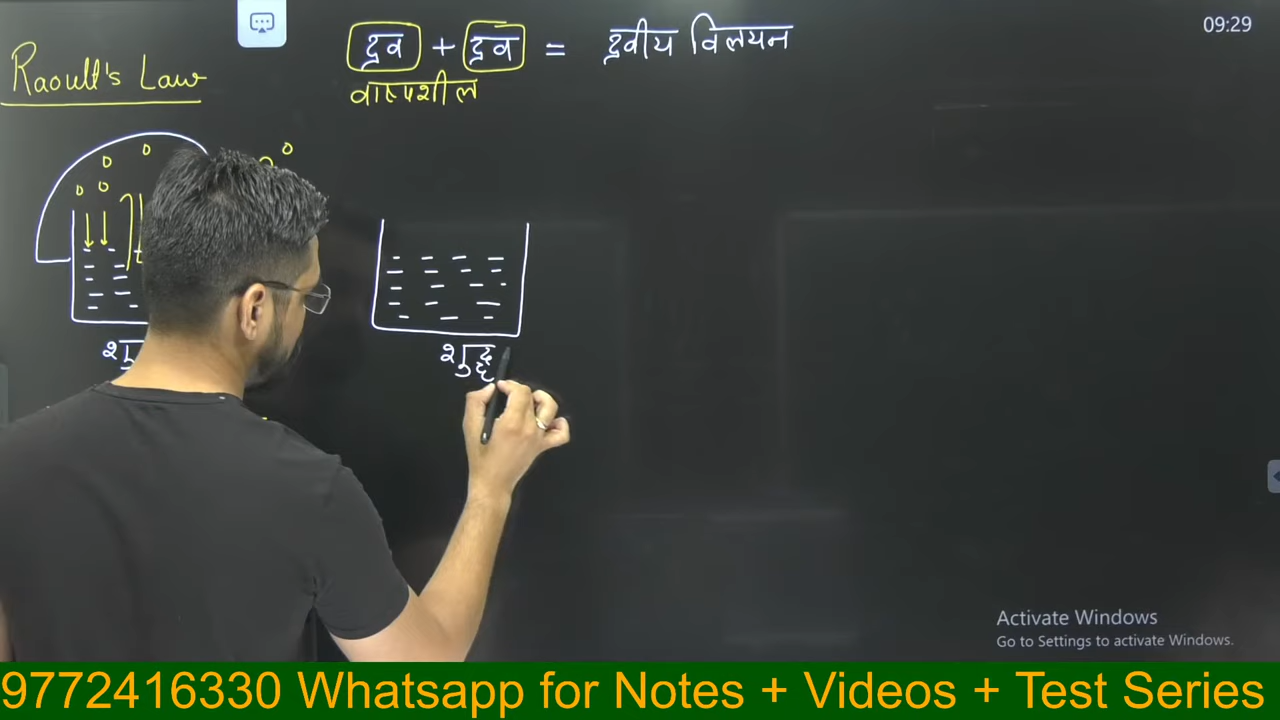 09:29
Raoult's Law
द्रव + द्रव = द्रवीय विलयन
वाष्पशील
शुद्ध
Activate Windows
Go to Settings to activate Windows.
9772416330 Whatsapp for Notes + Videos + Test Series